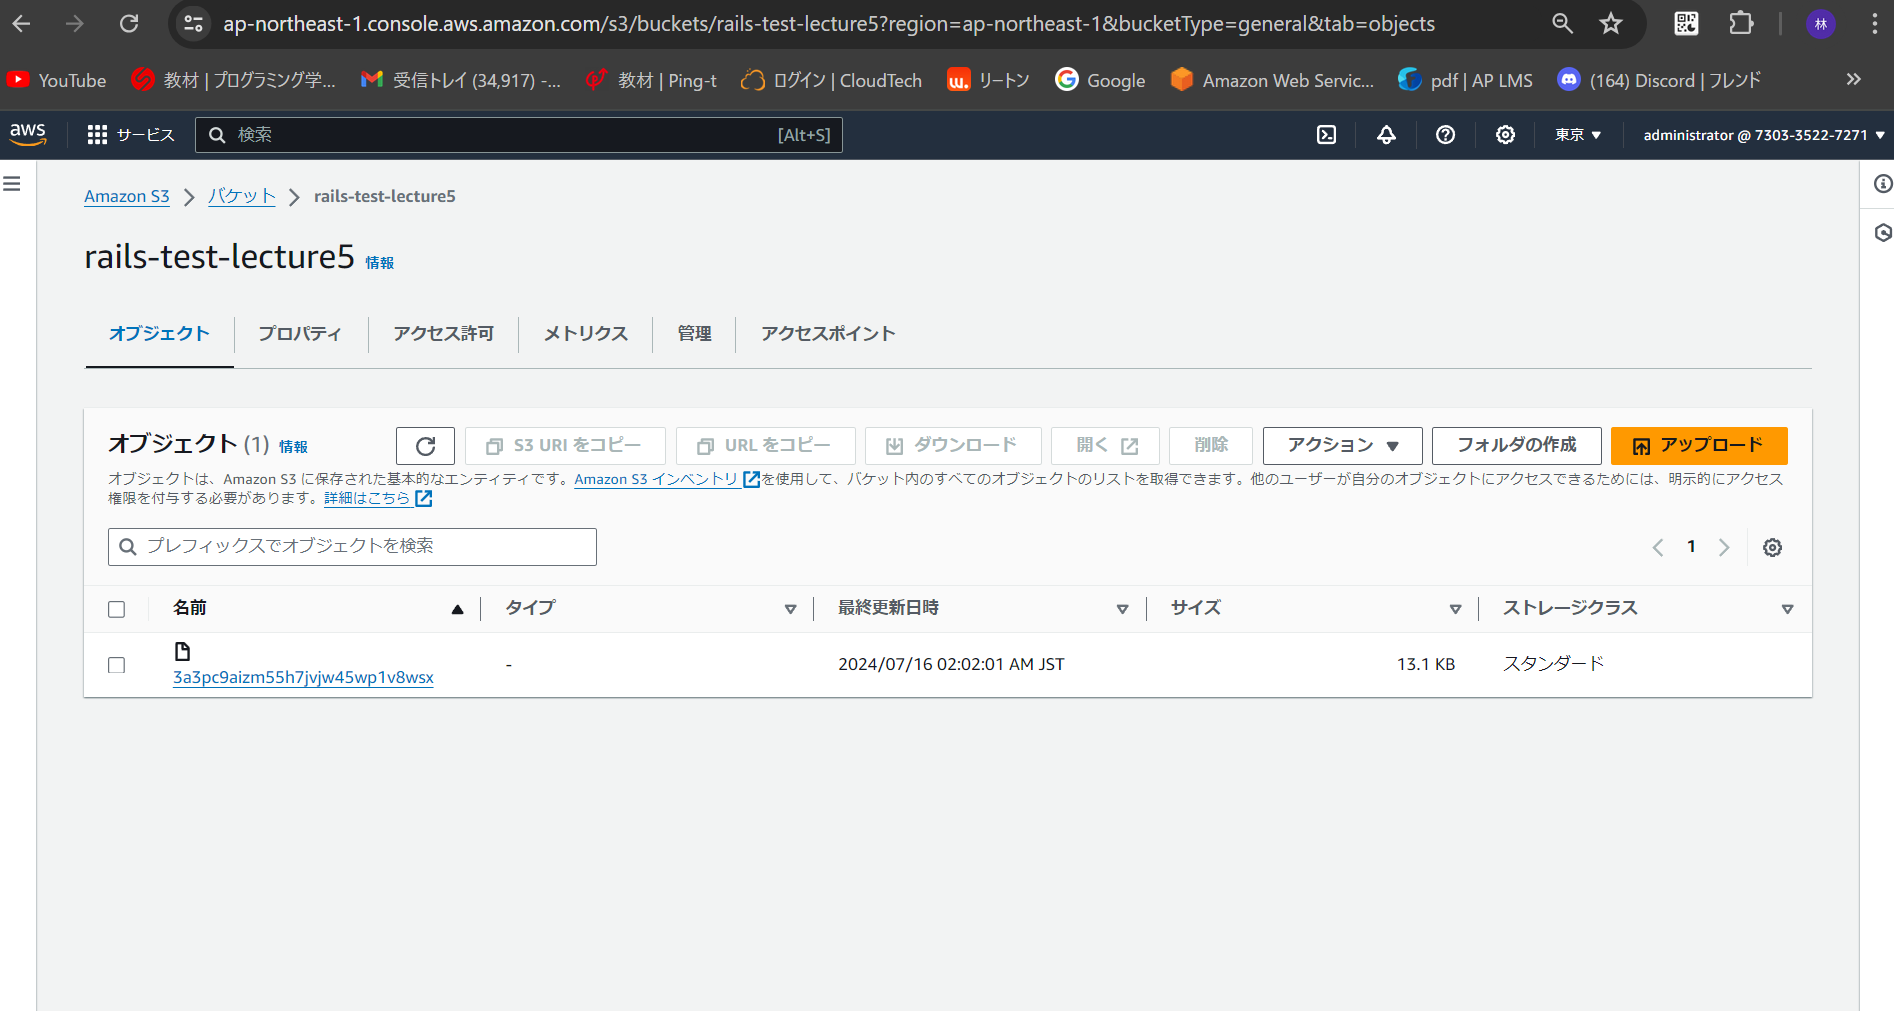 ap-northeast-1.console.aws.amazon.com/s3/buckets/rails-test-lecture5?region=ap-northeast-1&bucketType=general&tab=objects
林
YouTube 教材 | プログラミング学... 受信トレイ (34,917) -... 教材 | Ping-t ログイン | CloudTech リートン Google Amazon Web Servic... pdf | AP LMS (164) Discord | フレンド
aws サービス 検索 [Alt+S] 東京 administrator @ 7303-3522-7271
Amazon S3 バケット rails-test-lecture5
rails-test-lecture5 情報
オブジェクト プロパティ アクセス許可 メトリクス 管理 アクセスポイント
オブジェクト (1) 情報 S3 URI をコピー URL をコピー ダウンロード 開く 削除 アクション フォルダの作成 アップロード
オブジェクトは、Amazon S3 に保存された基本的なエンティティです。Amazon S3 インベントリ を使用して、バケット内のすべてのオブジェクトのリストを取得できます。他のユーザーが自分のオブジェクトにアクセスできるためには、明示的にアクセス
権限を付与する必要があります。詳細はこちら
プレフィックスでオブジェクトを検索 1
名前 タイプ 最終更新日時 サイズ ストレージクラス
3a3pc9aizm55h7jvjw45wp1v8wsx - 2024/07/16 02:02:01 AM JST 13.1 KB スタンダード